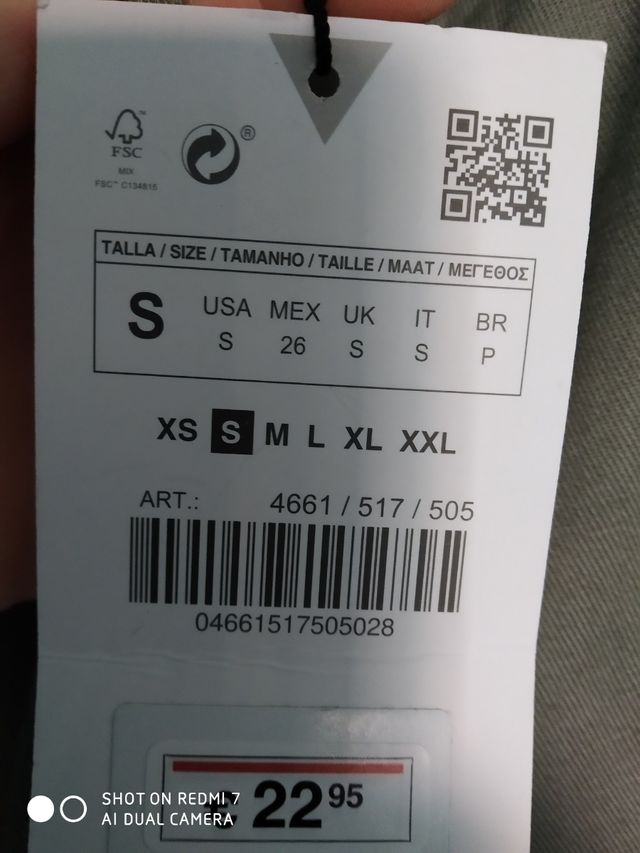 FSC™
MIX
FSC™ C134815
®
TALLA / SIZE / TAMANHO / TAILLE / MAAT / ΜΕΓΕΘΟΣ
S
USA MEX UK IT BR
S 26 S S P
XS S M L XL XXL
ART.: 4661 / 517 / 505
04661517505028
€ 22 95
SHOT ON REDMI 7
AI DUAL CAMERA